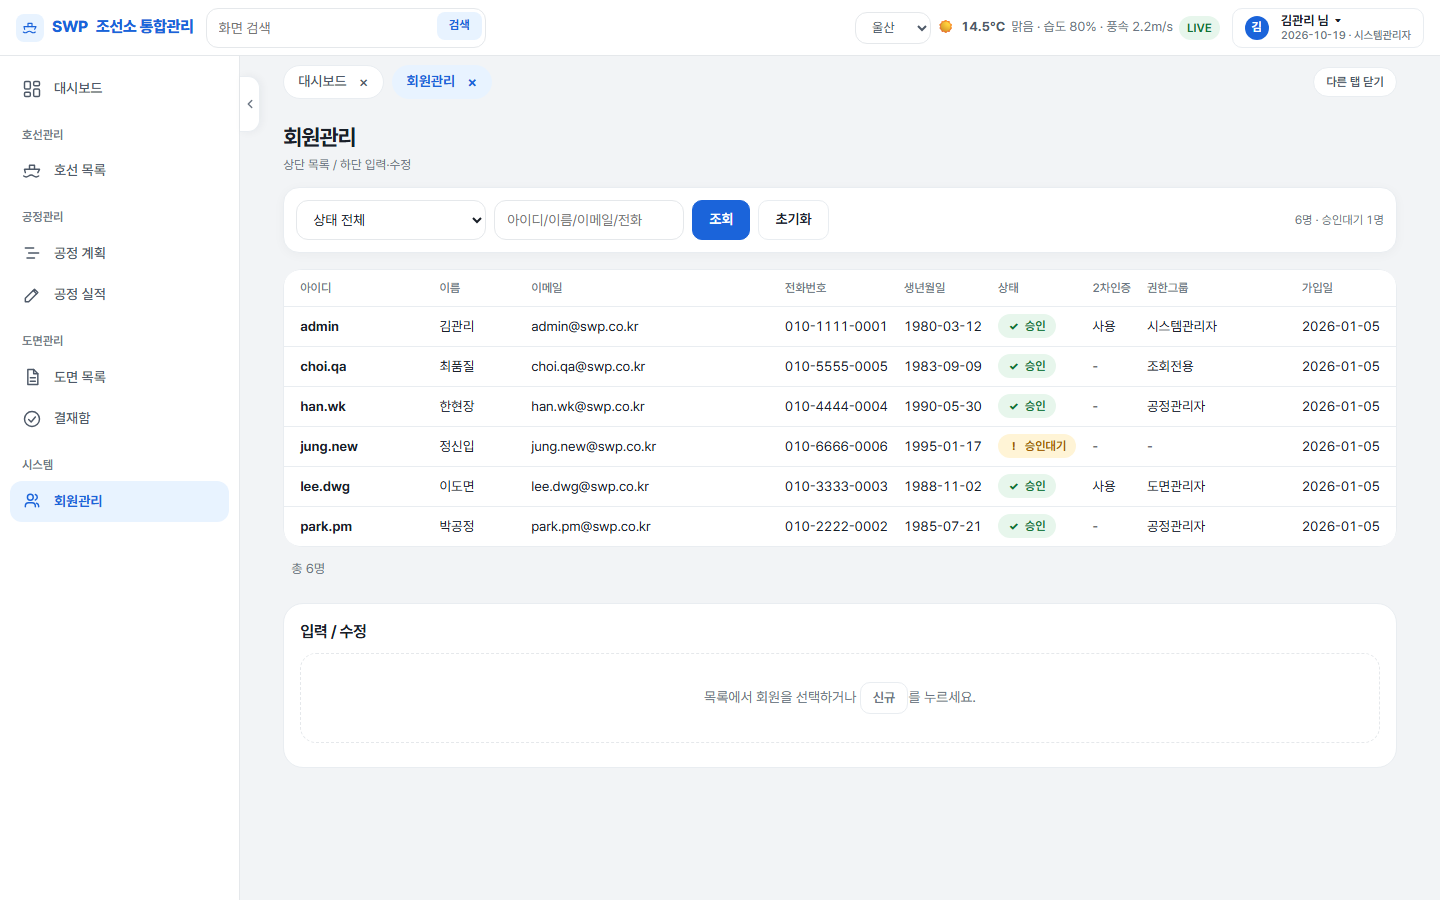 SWP 조선소 통합관리
화면 검색
검색
울산
14.5°C 맑음 · 습도 80% · 풍속 2.2m/s
LIVE
김
김관리 님
2026-10-19 · 시스템관리자
대시보드
호선관리
호선 목록
공정관리
공정 계획
공정 실적
도면관리
도면 목록
결재함
시스템
회원관리
대시보드 ×
회원관리 ×
다른 탭 닫기
회원관리
상단 목록 / 하단 입력·수정
상태 전체
아이디/이름/이메일/전화
조회
초기화
6명 · 승인대기 1명
아이디 이름 이메일 전화번호 생년월일 상태 2차인증 권한그룹 가입일
admin 김관리 admin@swp.co.kr 010-1111-0001 1980-03-12 ✓ 승인 사용 시스템관리자 2026-01-05
choi.qa 최품질 choi.qa@swp.co.kr 010-5555-0005 1983-09-09 ✓ 승인 - 조회전용 2026-01-05
han.wk 한현장 han.wk@swp.co.kr 010-4444-0004 1990-05-30 ✓ 승인 - 공정관리자 2026-01-05
jung.new 정신입 jung.new@swp.co.kr 010-6666-0006 1995-01-17 ! 승인대기 - - 2026-01-05
lee.dwg 이도면 lee.dwg@swp.co.kr 010-3333-0003 1988-11-02 ✓ 승인 사용 도면관리자 2026-01-05
park.pm 박공정 park.pm@swp.co.kr 010-2222-0002 1985-07-21 ✓ 승인 - 공정관리자 2026-01-05
총 6명
입력 / 수정
목록에서 회원을 선택하거나 신규 를 누르세요.